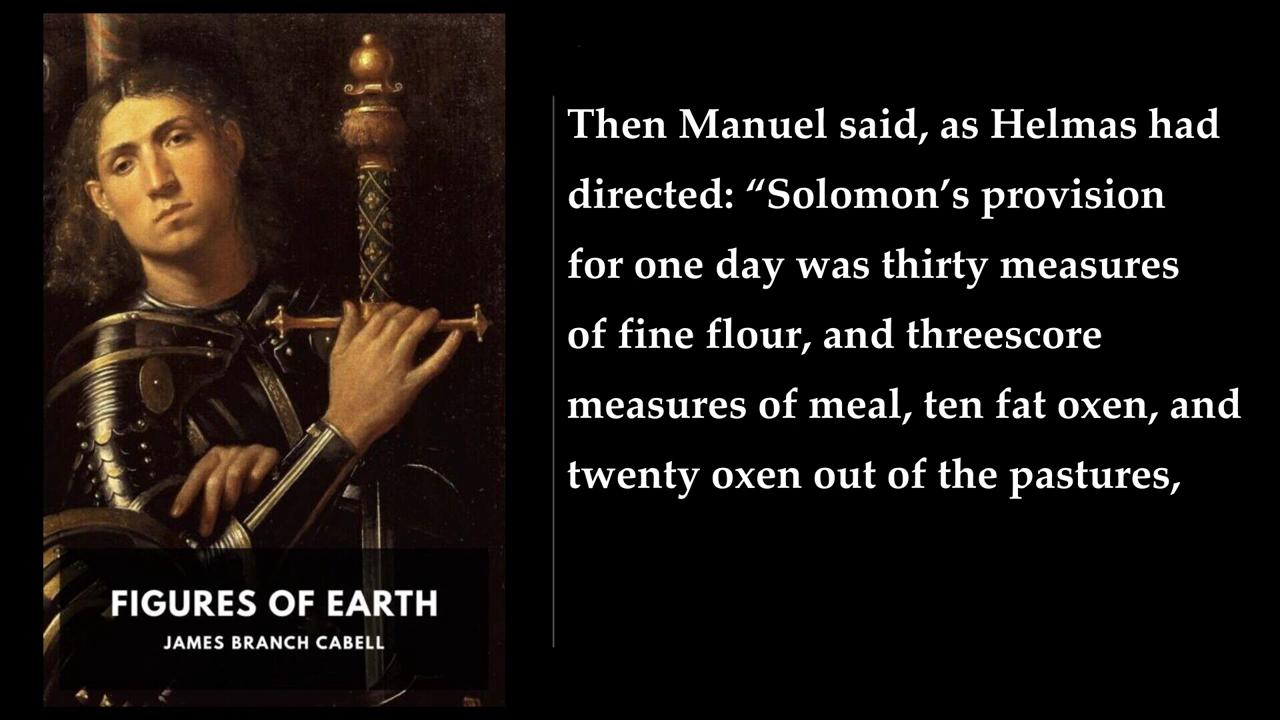 FIGURES OF EARTH
JAMES BRANCH CABELL
Then Manuel said, as Helmas had
directed: “Solomon’s provision
for one day was thirty measures
of fine flour, and threescore
measures of meal, ten fat oxen, and
twenty oxen out of the pastures,